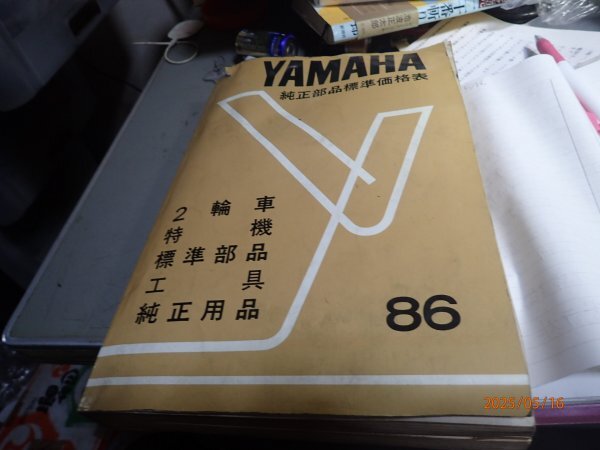 YAMAHA
純正部品標準価格表
2輪車
特機
標準部品
工具
純正用品
86
2025/05/16